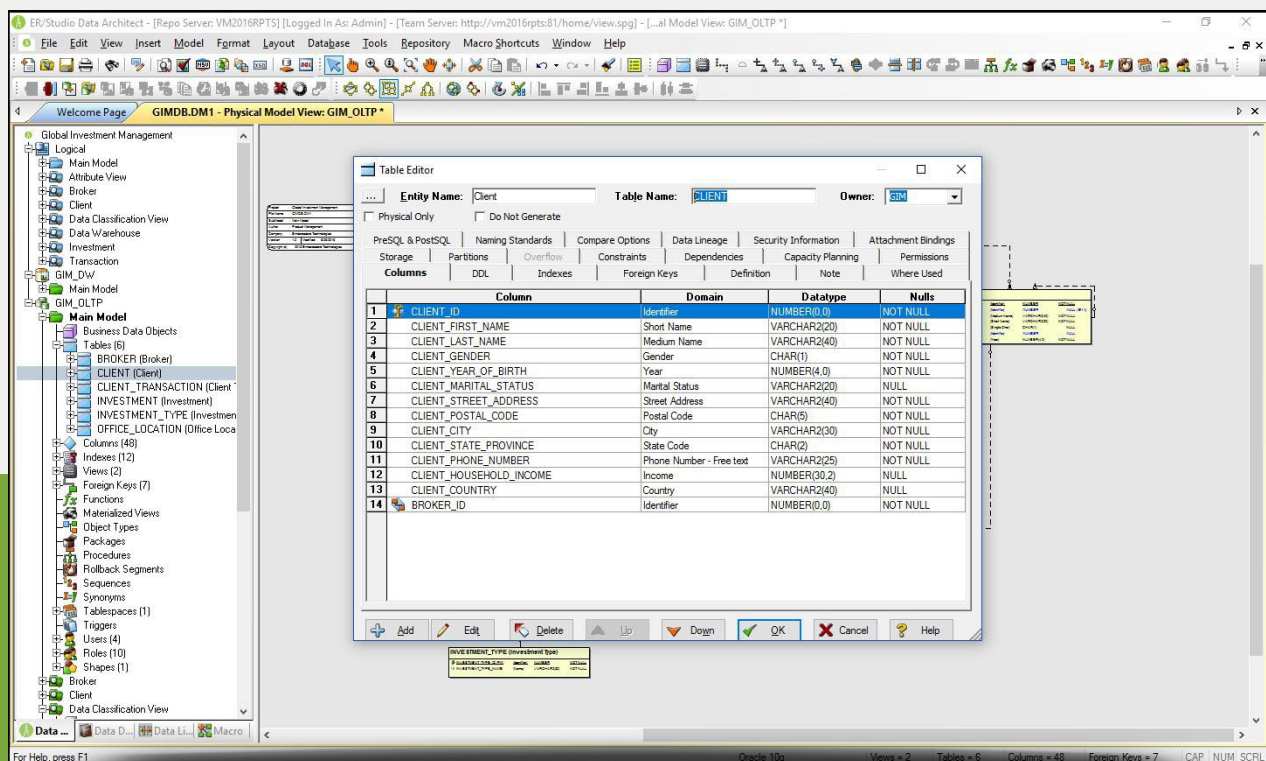 ER/Studio Data Architect - [Repo Server: VM2016RPTS] [Logged In As: Admin] - [Team Server: http://vm2016rpts:81/home/view.spg] - [...al Model View: GIM_OLTP *]
File Edit View Insert Model Format Layout Database Tools Repository Macro Shortcuts Window Help
Welcome Page GIMDB.DM1 - Physical Model View: GIM_OLTP *
Global Investment Management
Logical
Main Model
Attribute View
Broker
Client
Data Classification View
Data Warehouse
Investment
Transaction
GIM_DW
Main Model
GIM_OLTP
Main Model
Business Data Objects
Tables (6)
BROKER (Broker)
CLIENT (Client)
CLIENT_TRANSACTION (Client
INVESTMENT (Investment)
INVESTMENT_TYPE (Investmen
OFFICE_LOCATION (Office Loca
Columns (48)
Indexes (12)
Views (2)
Foreign Keys (7)
Functions
Materialized Views
Object Types
Packages
Procedures
Rollback Segments
Sequences
Synonyms
Tablespaces (1)
Triggers
Users (4)
Roles (10)
Shapes (1)
Broker
Client
Data Classification View
Data ... Data D... Data Li... Macro
Table Editor
... Entity Name: Client Table Name: CLIENT Owner: GIM
Physical Only Do Not Generate
PreSQL & PostSQL Naming Standards Compare Options Data Lineage Security Information Attachment Bindings
Storage Partitions Overflow Constraints Dependencies Capacity Planning Permissions
Columns DDL Indexes Foreign Keys Definition Note Where Used
Column Domain Datatype Nulls
1 CLIENT_ID Identifier NUMBER(0,0) NOT NULL
2 CLIENT_FIRST_NAME Short Name VARCHAR2(20) NOT NULL
3 CLIENT_LAST_NAME Medium Name VARCHAR2(40) NOT NULL
4 CLIENT_GENDER Gender CHAR(1) NOT NULL
5 CLIENT_YEAR_OF_BIRTH Year NUMBER(4,0) NOT NULL
6 CLIENT_MARITAL_STATUS Marital Status VARCHAR2(20) NULL
7 CLIENT_STREET_ADDRESS Street Address VARCHAR2(40) NOT NULL
8 CLIENT_POSTAL_CODE Postal Code CHAR(5) NOT NULL
9 CLIENT_CITY City VARCHAR2(30) NOT NULL
10 CLIENT_STATE_PROVINCE State Code CHAR(2) NOT NULL
11 CLIENT_PHONE_NUMBER Phone Number - Free text VARCHAR2(25) NOT NULL
12 CLIENT_HOUSEHOLD_INCOME Income NUMBER(30,2) NULL
13 CLIENT_COUNTRY Country VARCHAR2(40) NULL
14 BROKER_ID Identifier NUMBER(0,0) NOT NULL
Add Edit Delete Up Down OK Cancel Help
INVESTMENT_TYPE (Investment Type)
For Help, press F1 Oracle 10g Views = 2 Tables = 6 Columns = 48 Foreign Keys = 7 CAP NUM SCRL